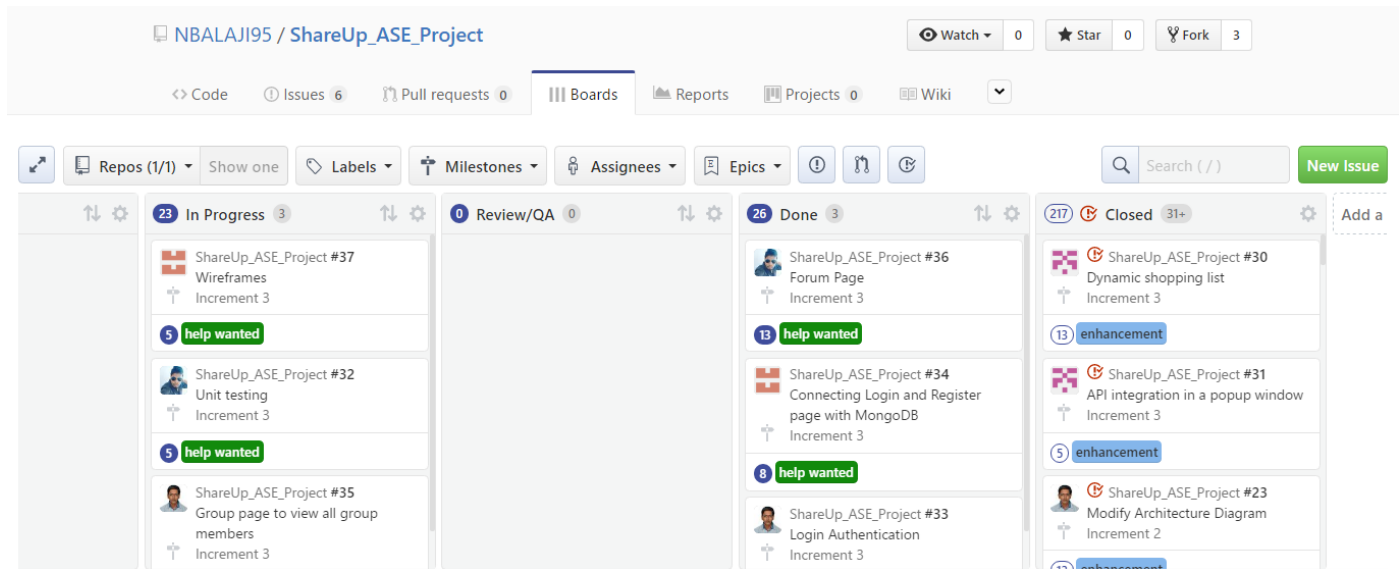 NBALAJI95 / ShareUp_ASE_Project
Watch 0 Star 0 Fork 3
Code Issues 6 Pull requests 0 Boards Reports Projects 0 Wiki
Repos (1/1) Show one Labels Milestones Assignees Epics Search ( / ) New Issue
23 In Progress 3
ShareUp_ASE_Project #37
Wireframes
Increment 3
5 help wanted
ShareUp_ASE_Project #32
Unit testing
Increment 3
5 help wanted
ShareUp_ASE_Project #35
Group page to view all group
members
Increment 3
0 Review/QA 0
26 Done 3
ShareUp_ASE_Project #36
Forum Page
Increment 3
13 help wanted
ShareUp_ASE_Project #34
Connecting Login and Register
page with MongoDB
Increment 3
8 help wanted
ShareUp_ASE_Project #33
Login Authentication
Increment 3
217 Closed 31+
ShareUp_ASE_Project #30
Dynamic shopping list
Increment 3
13 enhancement
ShareUp_ASE_Project #31
API integration in a popup window
Increment 3
5 enhancement
ShareUp_ASE_Project #23
Modify Architecture Diagram
Increment 2
13 enhancement
Add a